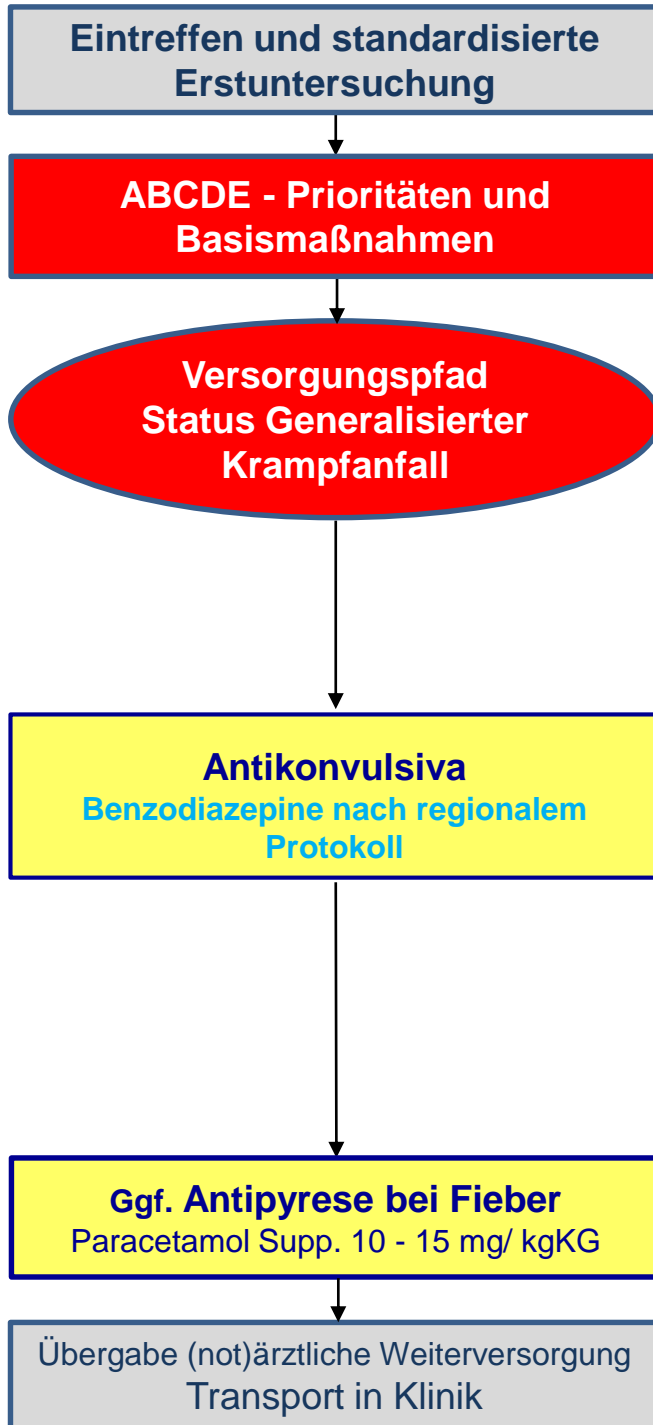 Eintreffen und standardisierte
Erstuntersuchung
ABCDE - Prioritäten und
Basismaßnahmen
Versorgungspfad
Status Generalisierter
Krampfanfall
Antikonvulsiva
Benzodiazepine nach regionalem
Protokoll
Ggf. Antipyrese bei Fieber
Paracetamol Supp. 10 - 15 mg/ kgKG
Übergabe (not)ärztliche Weiterversorgung
Transport in Klinik